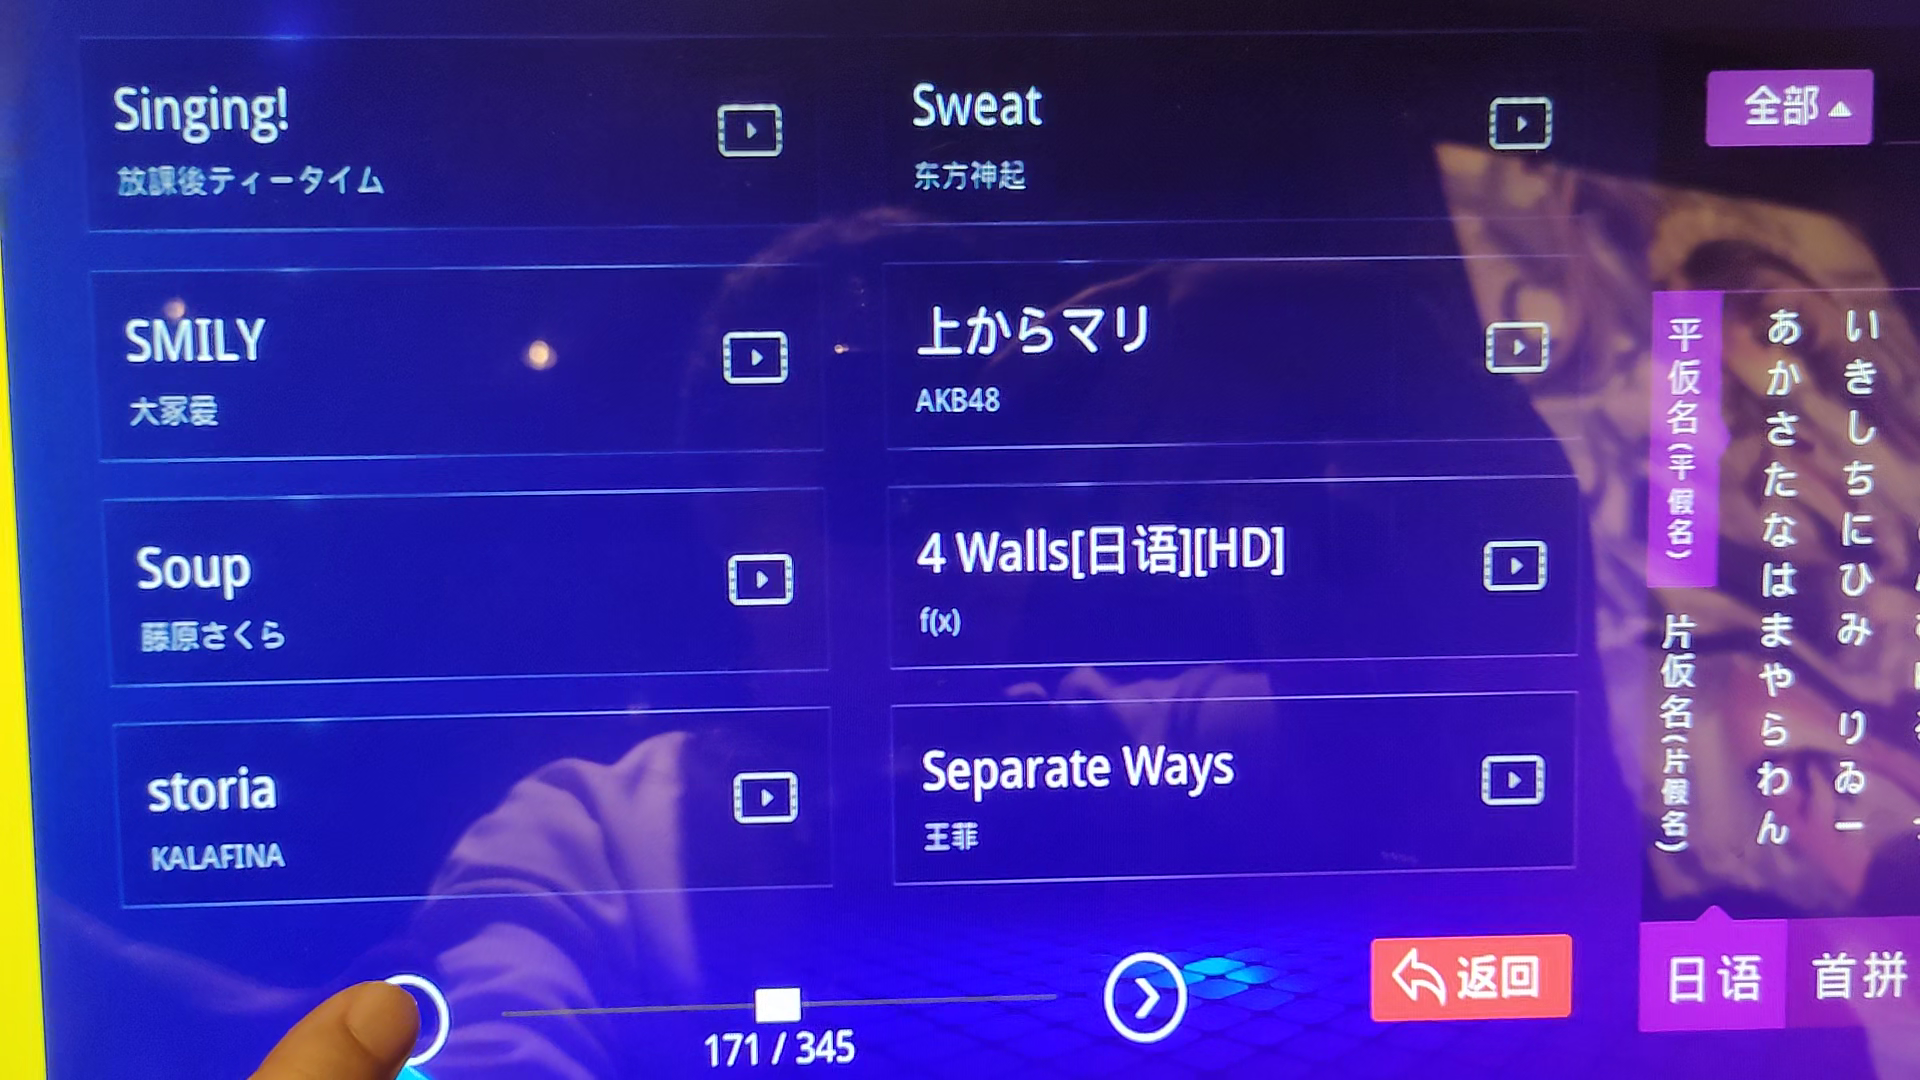 Singing!
放課後ティータイム
Sweat
东方神起
SMILY
大冢爱
上からマリ
AKB48
Soup
藤原さくら
4 Walls[日语][HD]
f(x)
storia
KALAFINA
Separate Ways
王菲
171 / 345
返回
全部
平仮名(平假名)
片仮名(片假名)
あかさたなはまやらわん
いきしちにひみ りゐー
日语
首拼